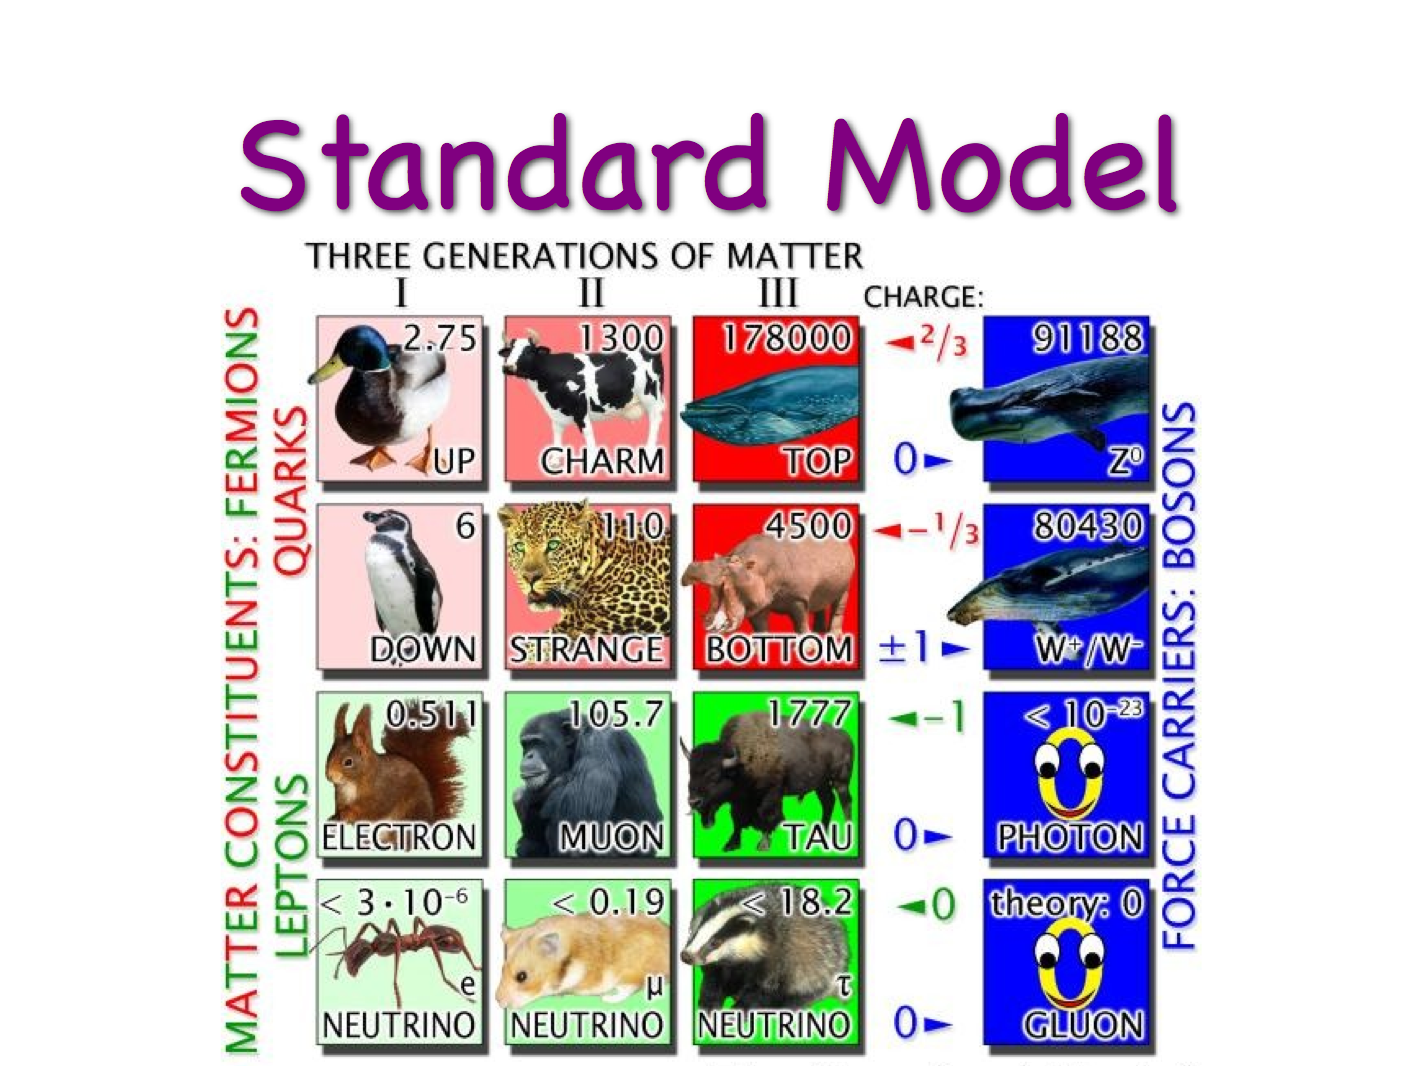 Standard Model
THREE GENERATIONS OF MATTER
I II III CHARGE:
MATTER CONSTITUENTS: FERMIONS
QUARKS
LEPTONS
2.75 1300 178000 ◄2/3 91188
UP CHARM TOP 0► Z⁰
6 110 4500 ◄−1/3 80430
DOWN STRANGE BOTTOM ±1► W⁺/W⁻
0.511 105.7 1777 ◄−1 < 10⁻²³
ELECTRON MUON TAU 0► PHOTON
< 3·10⁻⁶ < 0.19 < 18.2 ◄0 theory: 0
e μ τ
NEUTRINO NEUTRINO NEUTRINO 0► GLUON
FORCE CARRIERS: BOSONS